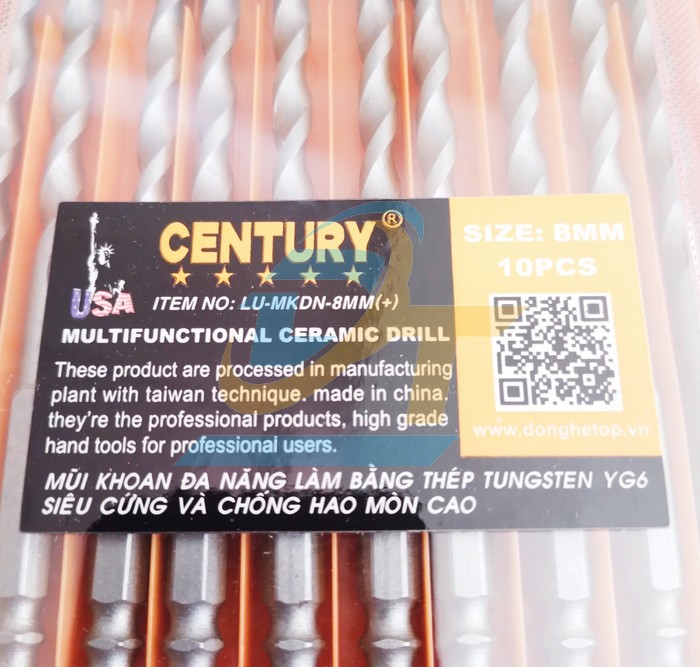 CENTURY®
USA
ITEM NO: LU-MKDN-8MM(+)
MULTIFUNCTIONAL CERAMIC DRILL
These product are processed in manufacturing
plant with taiwan technique. made in china.
they're the professional products, high grade
hand tools for professional users.
SIZE: 8MM
10PCS
www.donghetop.vn
MŨI KHOAN ĐA NĂNG LÀM BẰNG THÉP TUNGSTEN YG6
SIÊU CỨNG VÀ CHỐNG HAO MÒN CAO